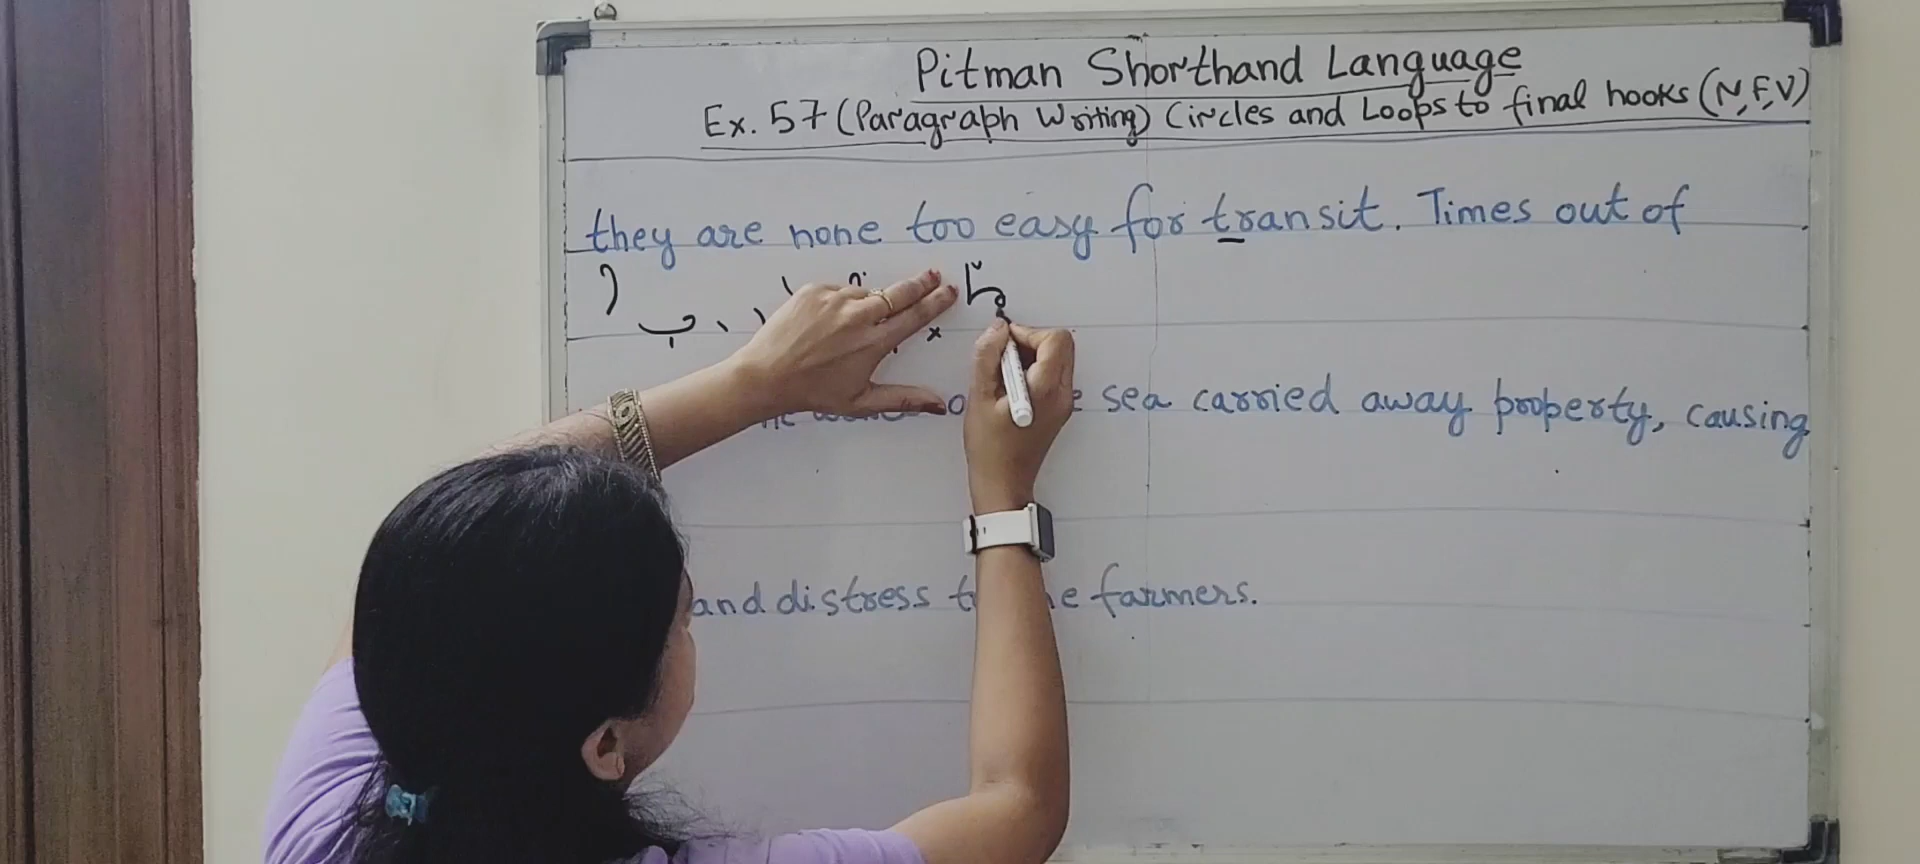 Pitman Shorthand Language
Ex. 57 (Paragraph Writing) Circles and Loops to final hooks (N, F, V)
they are none too easy for transit. Times out of
sea carried away property, causing
and distress farmers.